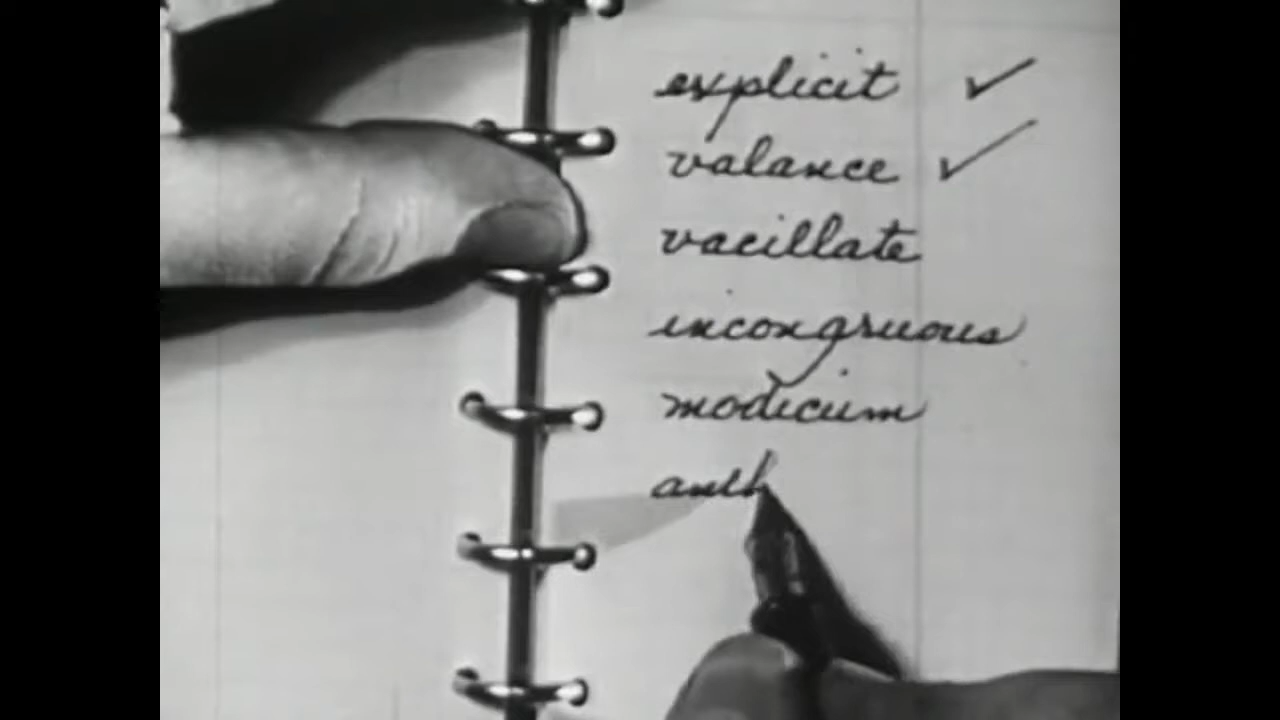 explicit ✓
valance ✓
vacillate
incongruous
modicum
anth